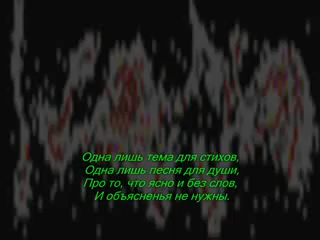 Одна лишь тема для стихов,
Одна лишь песня для души,
Про то, что ясно и без слов,
И объясненья не нужны.